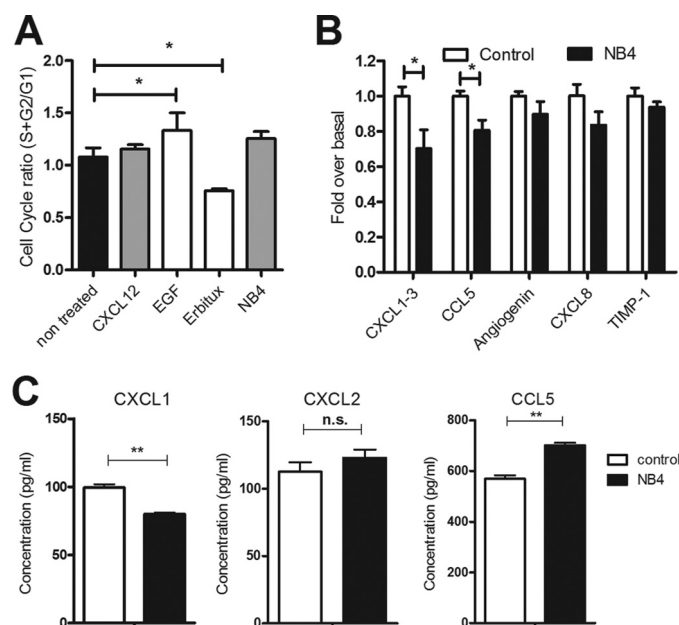 A
Cell Cycle ratio (S+G2/G1)
2.0
1.5
1.0
0.5
0.0
*
*
non treated
CXCL12
EGF
Erbitux
NB4
B
Control
NB4
Fold over basal
1.2
1.0
0.8
0.6
0.4
0.2
0.0
*
*
CXCL1-3
CCL5
Angiogenin
CXCL8
TIMP-1
C
CXCL1
Concentration (pg/ml)
150
100
50
0
**
CXCL2
Concentration (pg/ml)
150
100
50
0
n.s.
CCL5
Concentration (pg/ml)
800
600
400
200
0
**
control
NB4